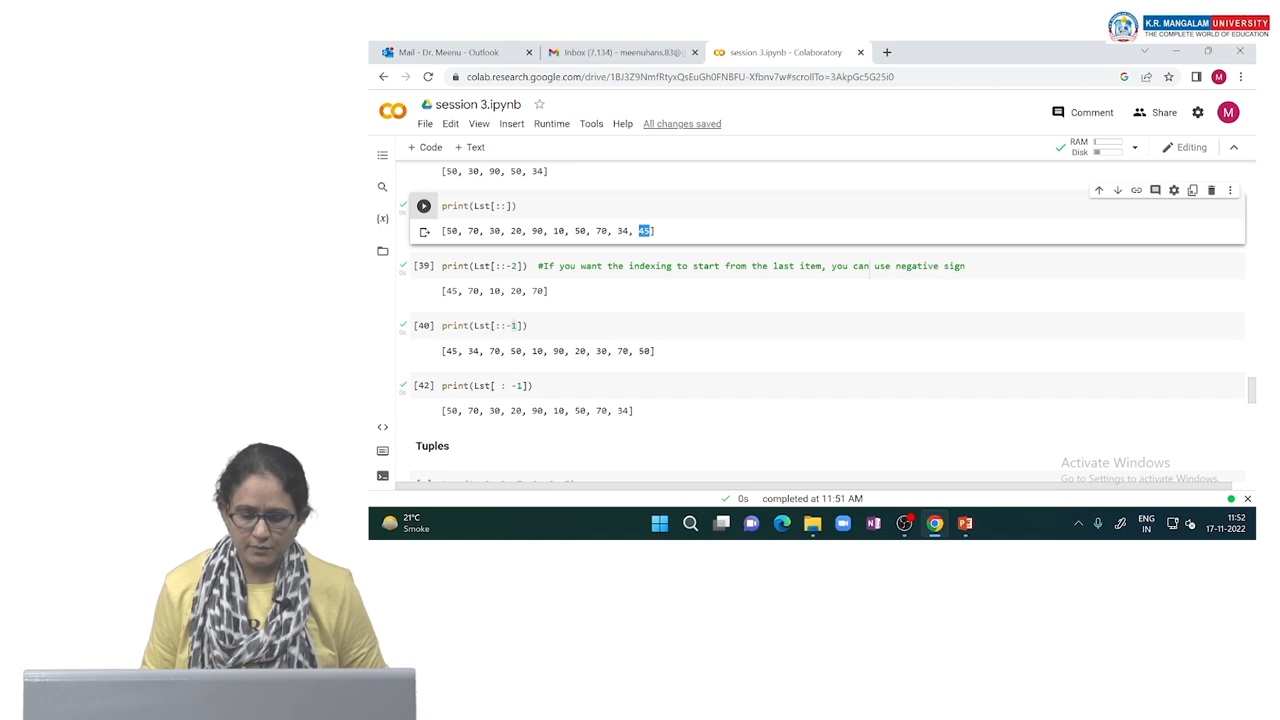 K.R. MANGALAM UNIVERSITY
THE COMPLETE WORLD OF EDUCATION
Mail - Dr. Meenu - Outlook
Inbox (7,134) - meenuhans.83@
session 3.ipynb - Colaboratory
colab.research.google.com/drive/1BJ3Z9NmfRtyxQsEuGh0FNBFU-Xfbnv7w#scrollTo=3AkpGc5G25i0
M
session 3.ipynb
Comment
Share
M
File Edit View Insert Runtime Tools Help All changes saved
+ Code + Text
RAM
Disk
Editing
[50, 30, 90, 50, 34]
print(Lst[::])
[50, 70, 30, 20, 90, 10, 50, 70, 34, 45]
[39] print(Lst[::-2]) #If you want the indexing to start from the last item, you can use negative sign
[45, 70, 10, 20, 70]
[40] print(Lst[::-1])
[45, 34, 70, 50, 10, 90, 20, 30, 70, 50]
[42] print(Lst[ : -1])
[50, 70, 30, 20, 90, 10, 50, 70, 34]
Tuples
Activate Windows
Go to Settings to activate Windows.
0s completed at 11:51 AM
21°C
Smoke
ENG
IN
11:52
17-11-2022